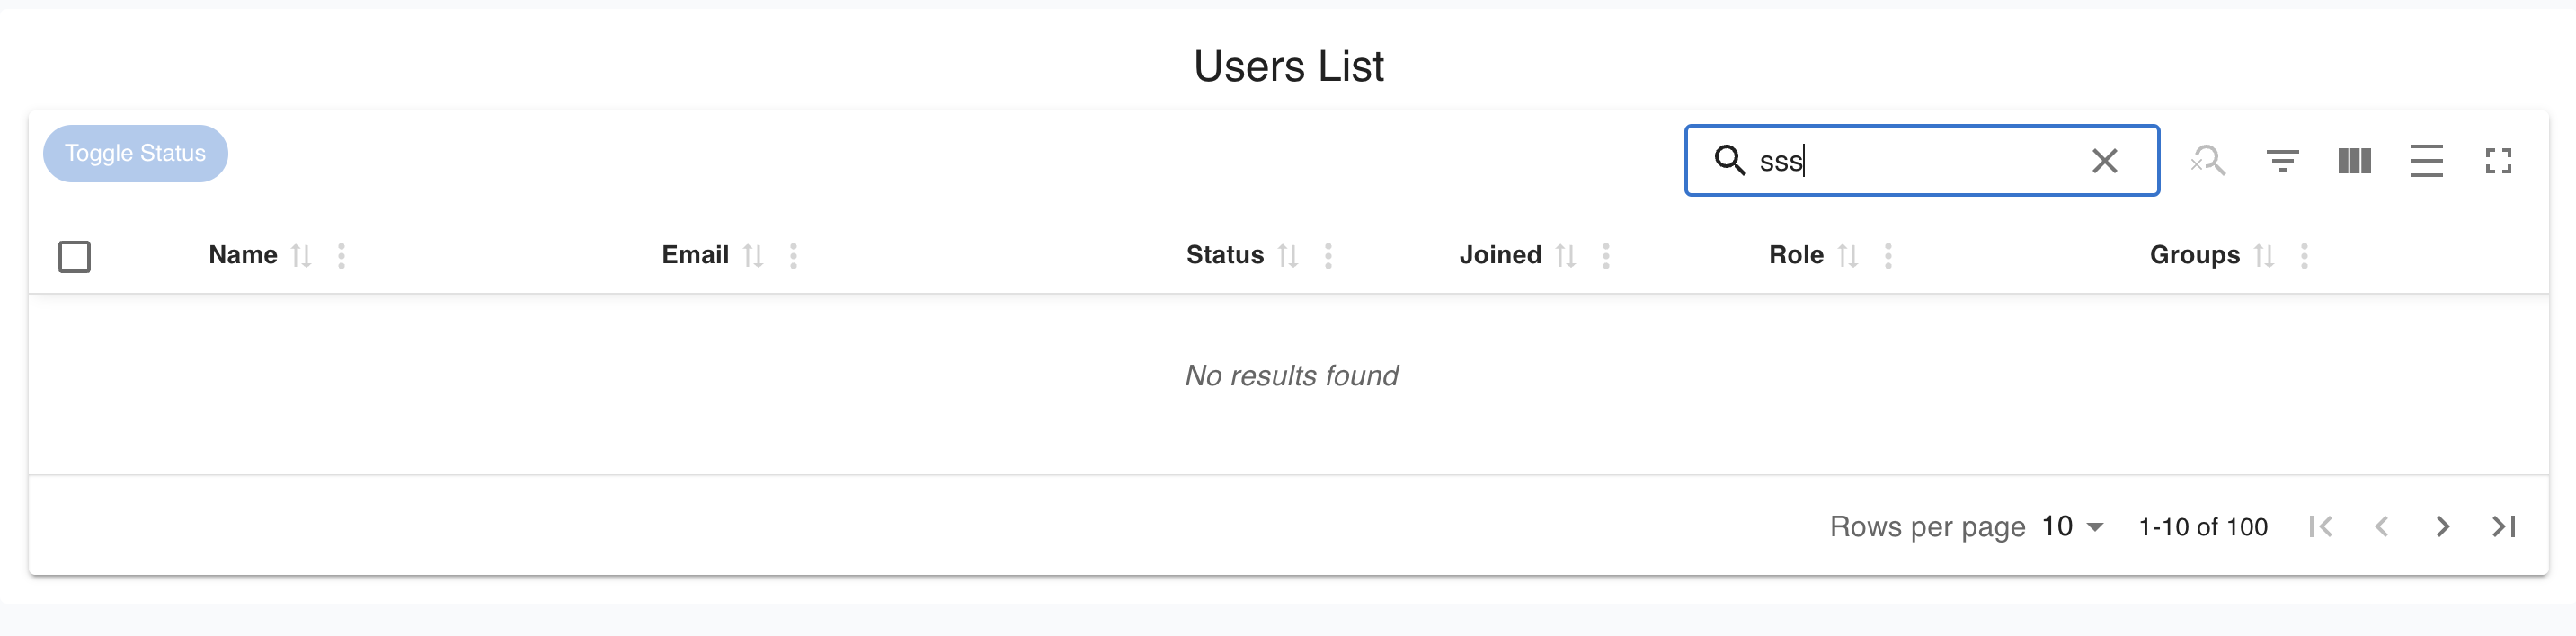 Users List
Toggle Status
sss
Name Email Status Joined Role Groups
No results found
Rows per page 10 1-10 of 100